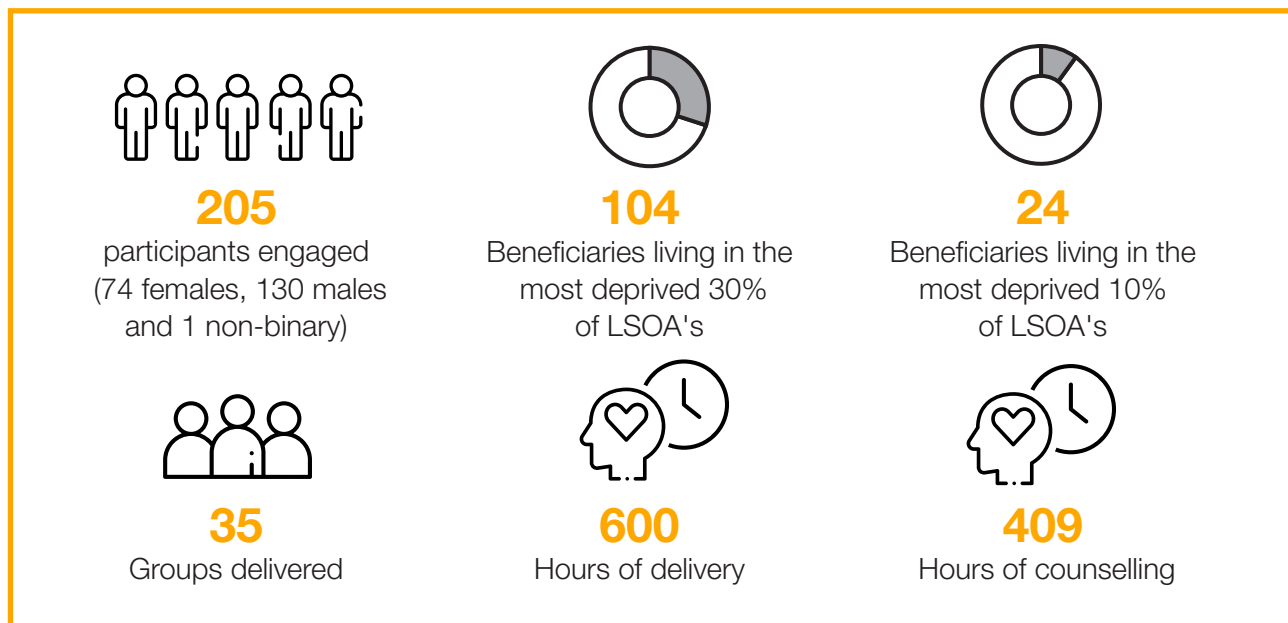 205
participants engaged
(74 females, 130 males
and 1 non-binary)
104
Beneficiaries living in the
most deprived 30%
of LSOA's
24
Beneficiaries living in the
most deprived 10%
of LSOA's
35
Groups delivered
600
Hours of delivery
409
Hours of counselling